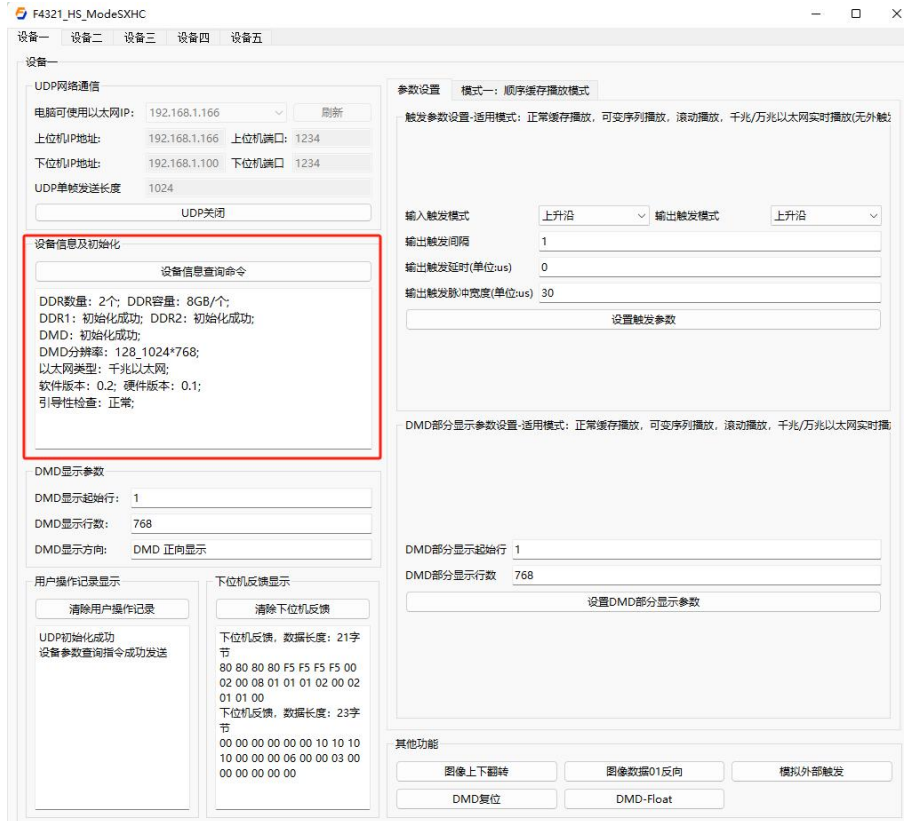 F4321_HS_ModeSXHC
设备一 设备二 设备三 设备四 设备五
设备一
UDP网络通信
电脑可使用以太网IP: 192.168.1.166 刷新
上位机IP地址: 192.168.1.166 上位机端口: 1234
下位机IP地址: 192.168.1.100 下位机端口 1234
UDP单帧发送长度 1024
UDP关闭
设备信息及初始化
设备信息查询命令
DDR数量：2个；DDR容量：8GB/个;
DDR1：初始化成功；DDR2：初始化成功;
DMD：初始化成功;
DMD分辨率：128_1024*768;
以太网类型：千兆以太网;
软件版本：0.2；硬件版本：0.1;
引导性检查：正常;
DMD显示参数
DMD显示起始行: 1
DMD显示行数: 768
DMD显示方向: DMD 正向显示
用户操作记录显示
清除用户操作记录
UDP初始化成功
设备参数查询指令成功发送
下位机反馈显示
清除下位机反馈
下位机反馈，数据长度：21字
节
80 80 80 80 F5 F5 F5 F5 00
02 00 08 01 01 01 02 00 02
01 01 00
下位机反馈，数据长度：23字
节
00 00 00 00 00 00 10 10 10
10 00 00 00 06 00 00 03 00
00 00 00 00 00
参数设置 模式一：顺序缓存播放模式
触发参数设置-适用模式：正常缓存播放，可变序列播放，滚动播放，千兆/万兆以太网实时播放(无外触发
输入触发模式 上升沿 输出触发模式 上升沿
输出触发间隔 1
输出触发延时(单位:us) 0
输出触发脉冲宽度(单位:us) 30
设置触发参数
DMD部分显示参数设置-适用模式：正常缓存播放，可变序列播放，滚动播放，千兆/万兆以太网实时播
DMD部分显示起始行 1
DMD部分显示行数 768
设置DMD部分显示参数
其他功能
图像上下翻转 图像数据01反向 模拟外部触发
DMD复位 DMD-Float